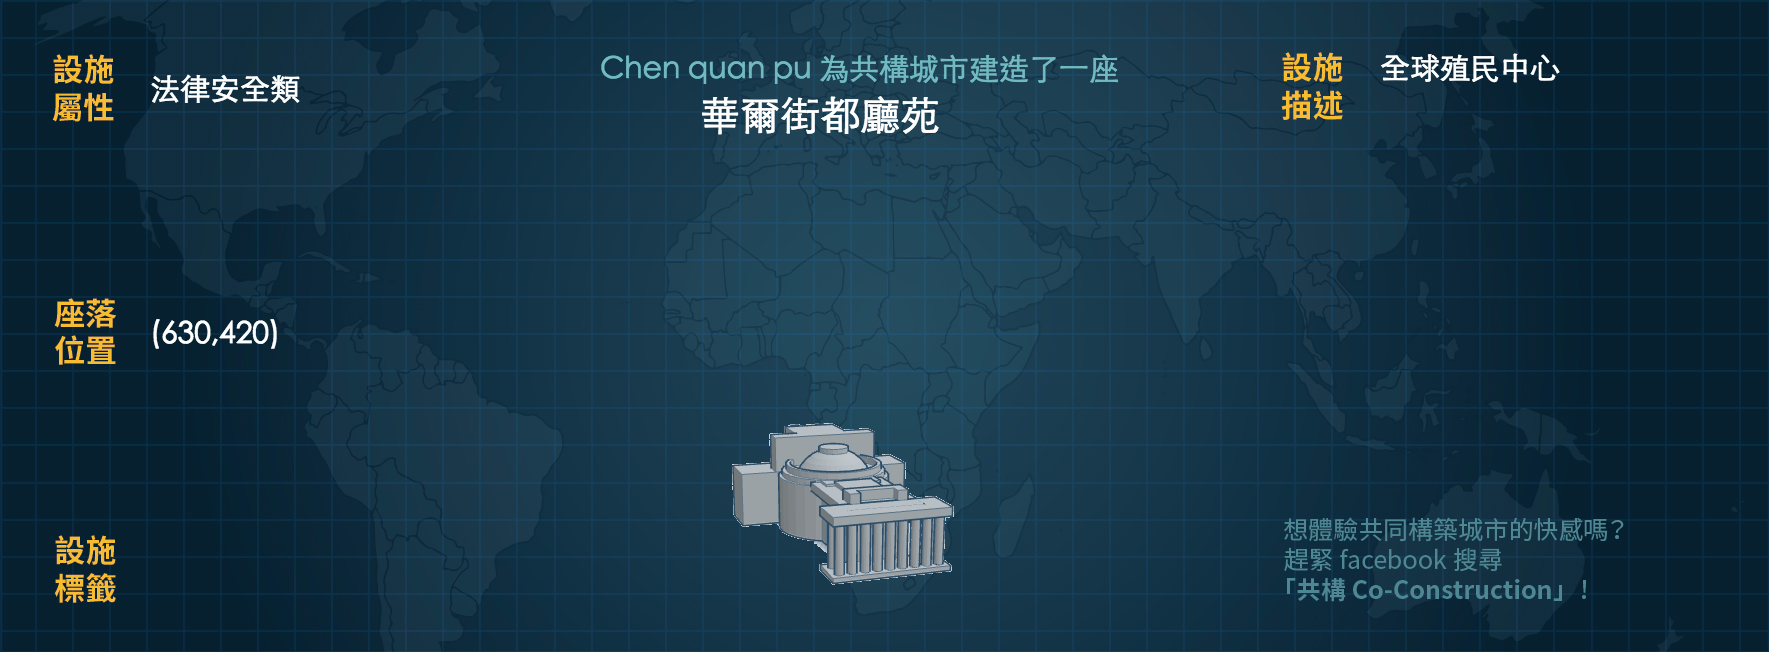 設施
屬性
法律安全類
Chen quan pu 為共構城市建造了一座
華爾街都廳苑
設施
描述
全球殖民中心
座落
位置
(630,420)
設施
標籤
想體驗共同構築城市的快感嗎？
趕緊 facebook 搜尋
「共構 Co-Construction」！